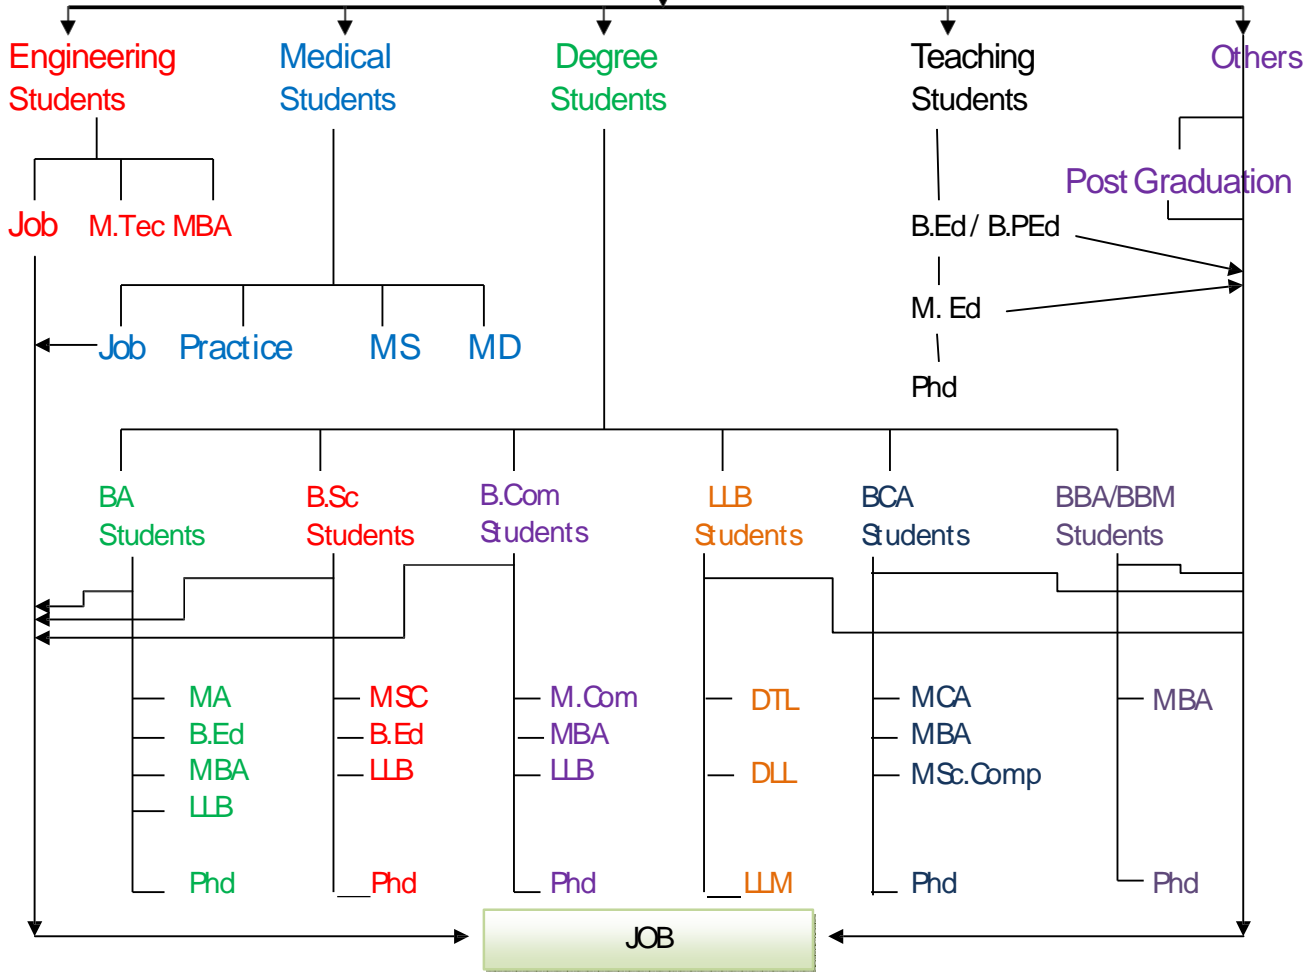 Engineering Students
Medical Students
Degree Students
Teaching Students
Others
Post Graduation
Job
M.Tec
MBA
B.Ed / B.PEd
M. Ed
Job
Practice
MS
MD
Phd
BA Students
B.Sc Students
B.Com Students
LLB Students
BCA Students
BBA/BBM Students
MA
B.Ed
MBA
LLB
Phd
MSC
B.Ed
LLB
Phd
M.Com
MBA
LLB
Phd
DTL
DLL
LLM
MCA
MBA
MSc.Comp
Phd
MBA
Phd
JOB